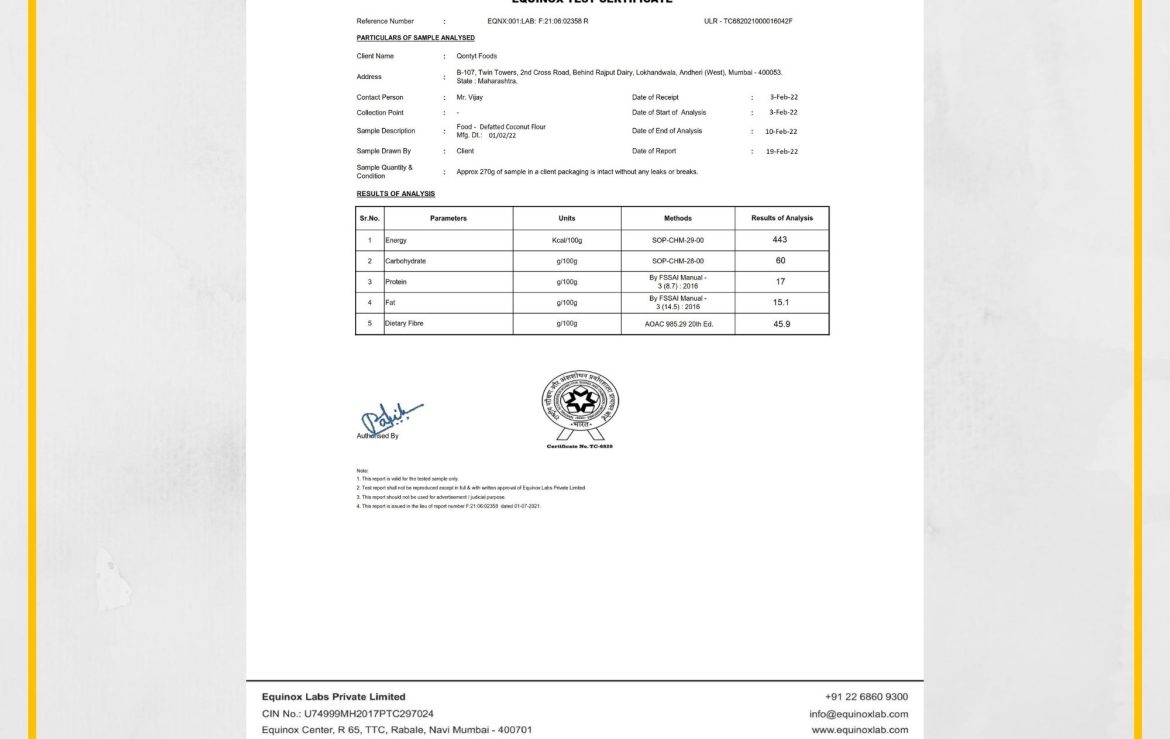 EQUINOX TEST CERTIFICATE
Reference Number : EQNX:001:LAB: F:21:06:02358 R ULR - TC682021000016042F
PARTICULARS OF SAMPLE ANALYSED
Client Name : Qontyt Foods
Address : B-107, Twin Towers, 2nd Cross Road, Behind Rajput Dairy, Lokhandwala, Andheri (West), Mumbai - 400053.
State : Maharashtra.
Contact Person : Mr. Vijay Date of Receipt : 3-Feb-22
Collection Point : - Date of Start of Analysis : 3-Feb-22
Sample Description : Food - Defatted Coconut Flour
Mfg. Dt.: 01/02/22 Date of End of Analysis : 10-Feb-22
Sample Drawn By : Client Date of Report : 19-Feb-22
Sample Quantity &
Condition : Approx 270g of sample in a client packaging is intact without any leaks or breaks.
RESULTS OF ANALYSIS
Sr.No. Parameters Units Methods Results of Analysis
1 Energy Kcal/100g SOP-CHM-29-00 443
2 Carbohydrate g/100g SOP-CHM-28-00 60
3 Protein g/100g By FSSAI Manual -
3 (8.7) : 2016 17
4 Fat g/100g By FSSAI Manual -
3 (14.5) : 2016 15.1
5 Dietary Fibre g/100g AOAC 985.29 20th Ed. 45.9
भारत
Certificate No. TC-6820
Authorised By
Note:
1. This report is valid for the tested sample only.
2. Test report shall not be reproduced except in full & with written approval of Equinox Labs Private Limited
3. This report should not be used for advertisement / judicial purpose.
4. This report is issued in the lieu of report number F:21:06:02358 dated 01-07-2021.
Equinox Labs Private Limited +91 22 6860 9300
CIN No.: U74999MH2017PTC297024 info@equinoxlab.com
Equinox Center, R 65, TTC, Rabale, Navi Mumbai - 400701 www.equinoxlab.com